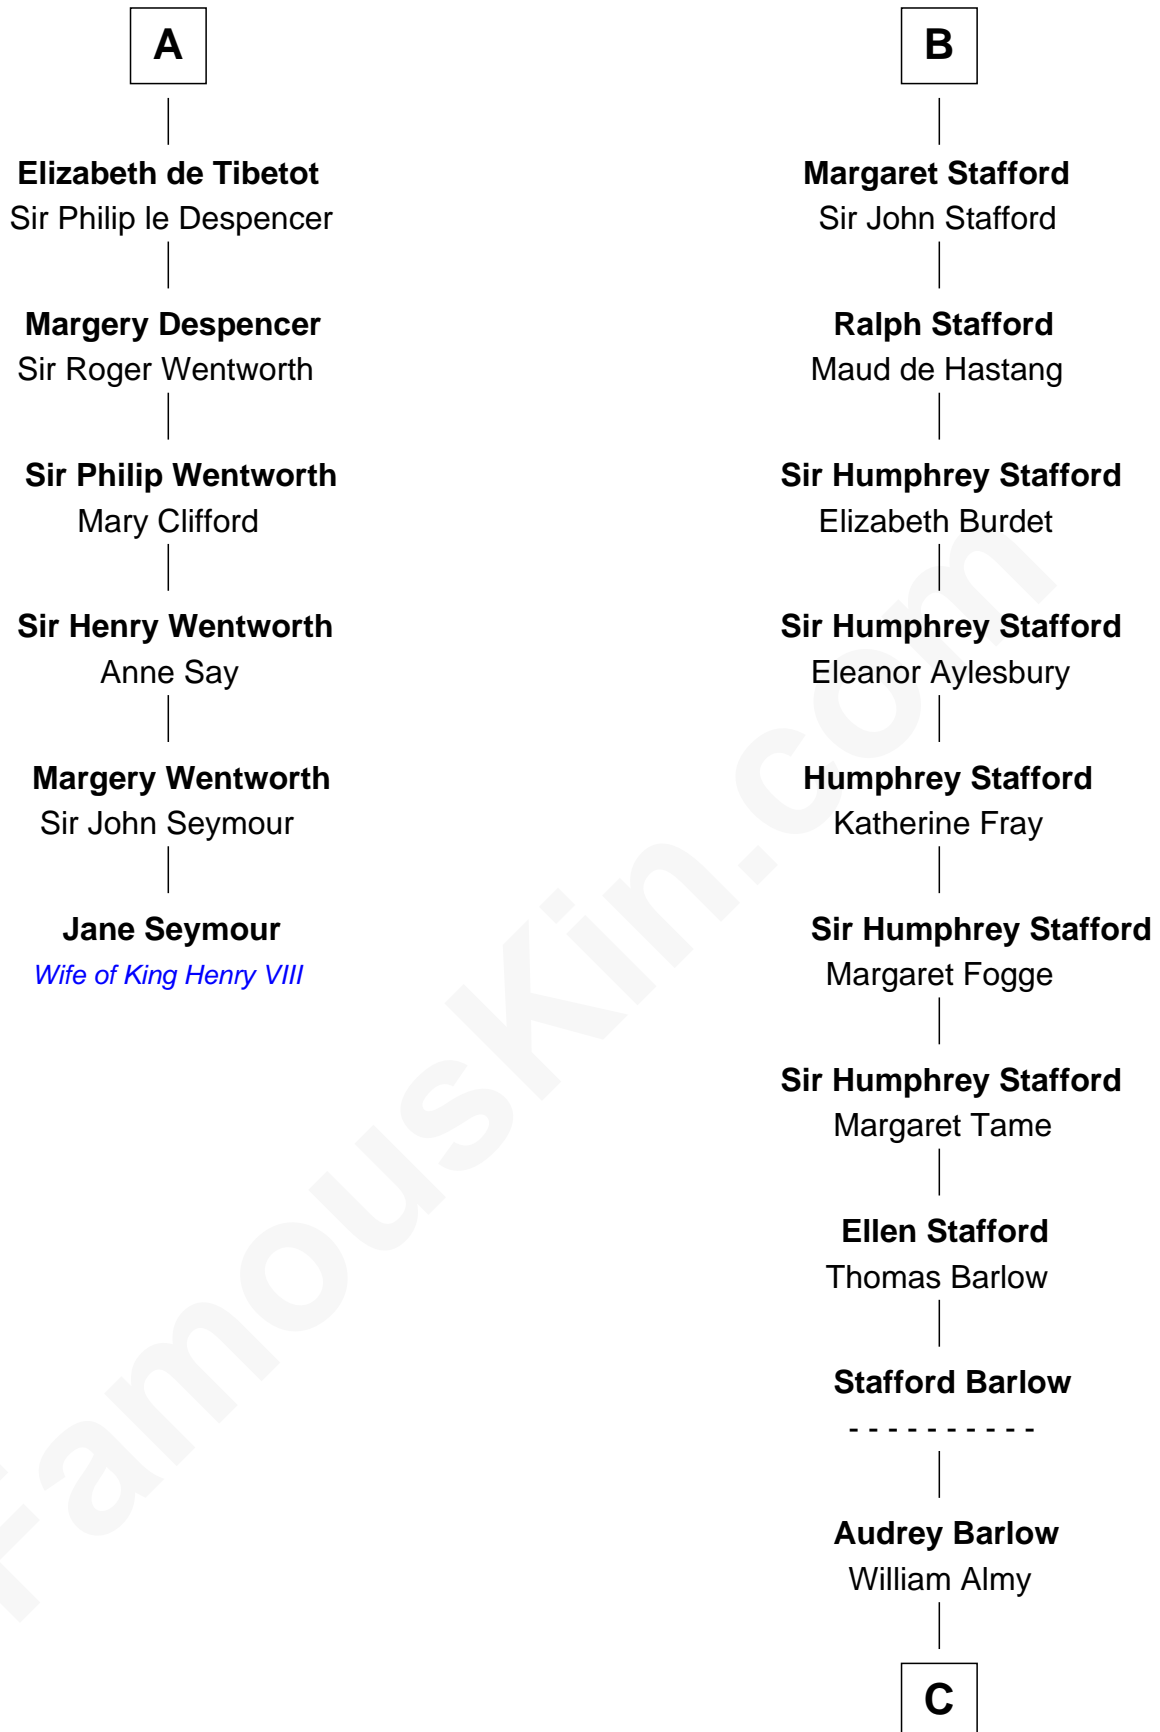 A
Elizabeth de Tibetot
Sir Philip le Despencer
Margery Despencer
Sir Roger Wentworth
Sir Philip Wentworth
Mary Clifford
Sir Henry Wentworth
Anne Say
Margery Wentworth
Sir John Seymour
Jane Seymour
Wife of King Henry VIII
B
Margaret Stafford
Sir John Stafford
Ralph Stafford
Maud de Hastang
Sir Humphrey Stafford
Elizabeth Burdet
Sir Humphrey Stafford
Eleanor Aylesbury
Humphrey Stafford
Katherine Fray
Sir Humphrey Stafford
Margaret Fogge
Sir Humphrey Stafford
Margaret Tame
Ellen Stafford
Thomas Barlow
Stafford Barlow
- - - - - - - - - -
Audrey Barlow
William Almy
C
FamousKin.com